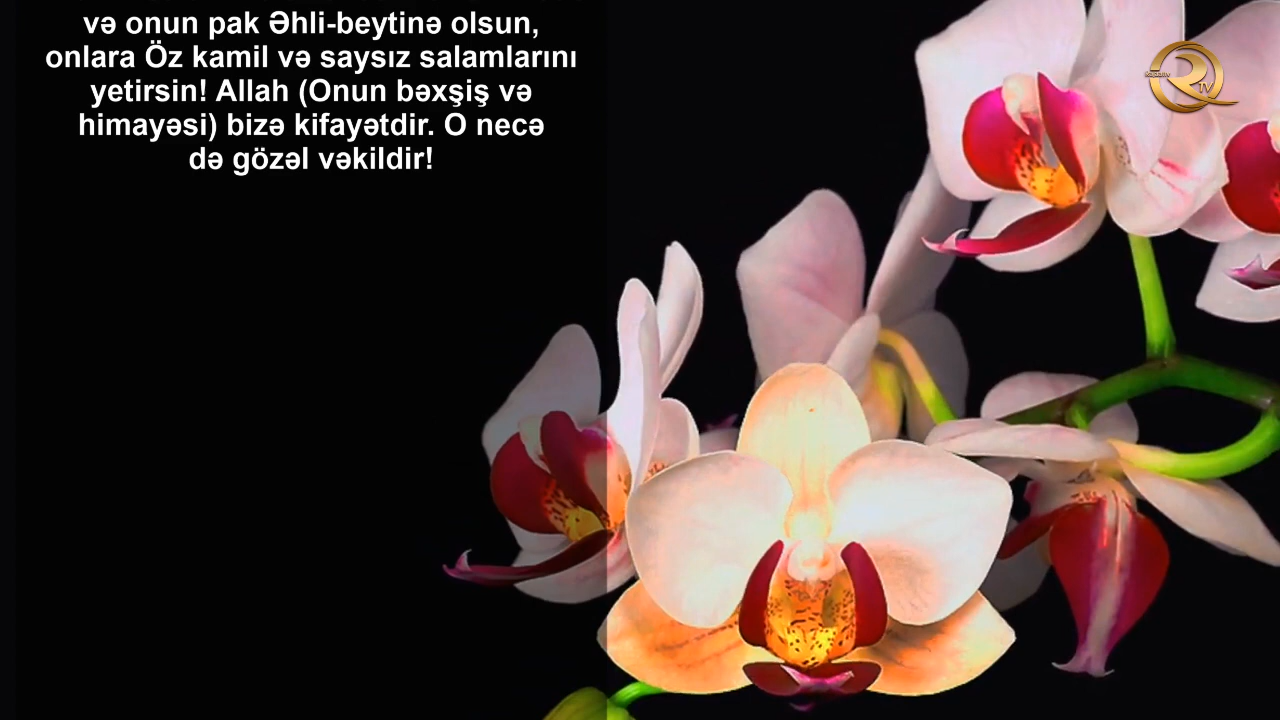 və onun pak Əhli-beytinə olsun,
onlara Öz kamil və saysız salamlarını
yetirsin! Allah (Onun bəxşiş və
himayəsi) bizə kifayətdir. O necə
də gözəl vəkildir!
TV